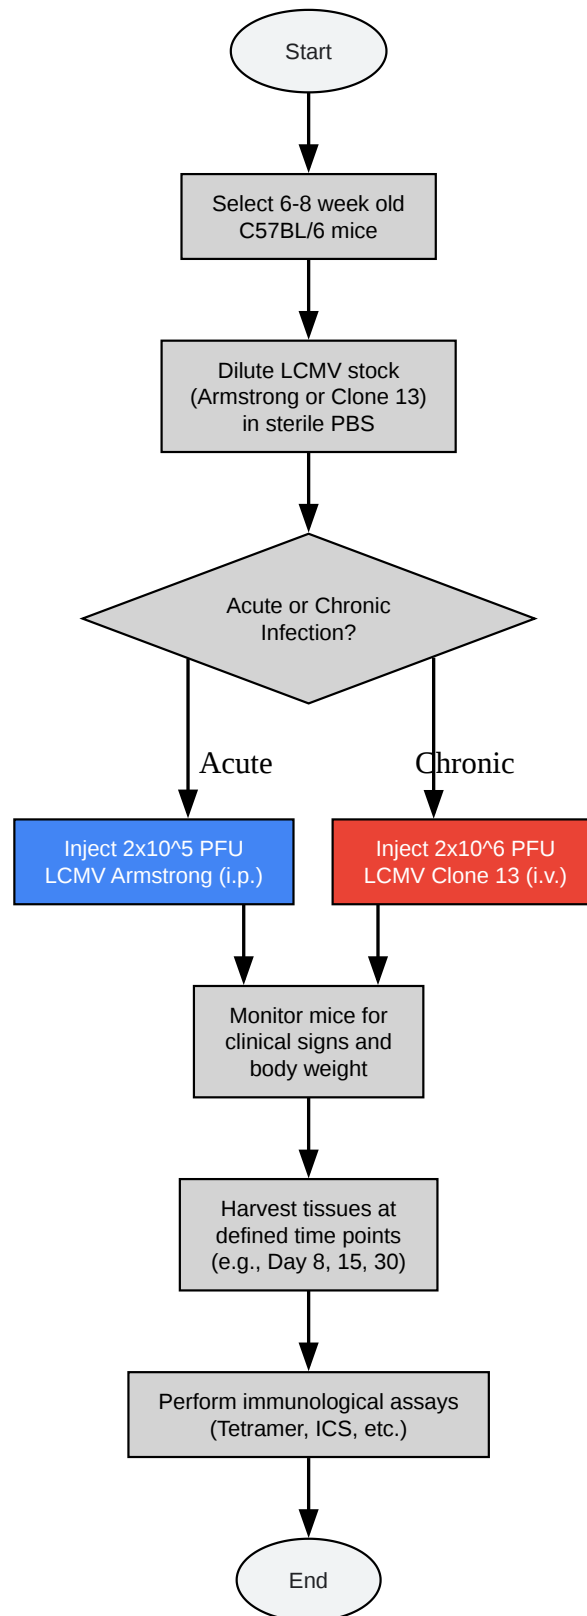 Start
Select 6-8 week old
C57BL/6 mice
Dilute LCMV stock
(Armstrong or Clone 13)
in sterile PBS
Acute or Chronic
Infection?
Acute
Chronic
Inject 2x10^5 PFU
LCMV Armstrong (i.p.)
Inject 2x10^6 PFU
LCMV Clone 13 (i.v.)
Monitor mice for
clinical signs and
body weight
Harvest tissues at
defined time points
(e.g., Day 8, 15, 30)
Perform immunological assays
(Tetramer, ICS, etc.)
End